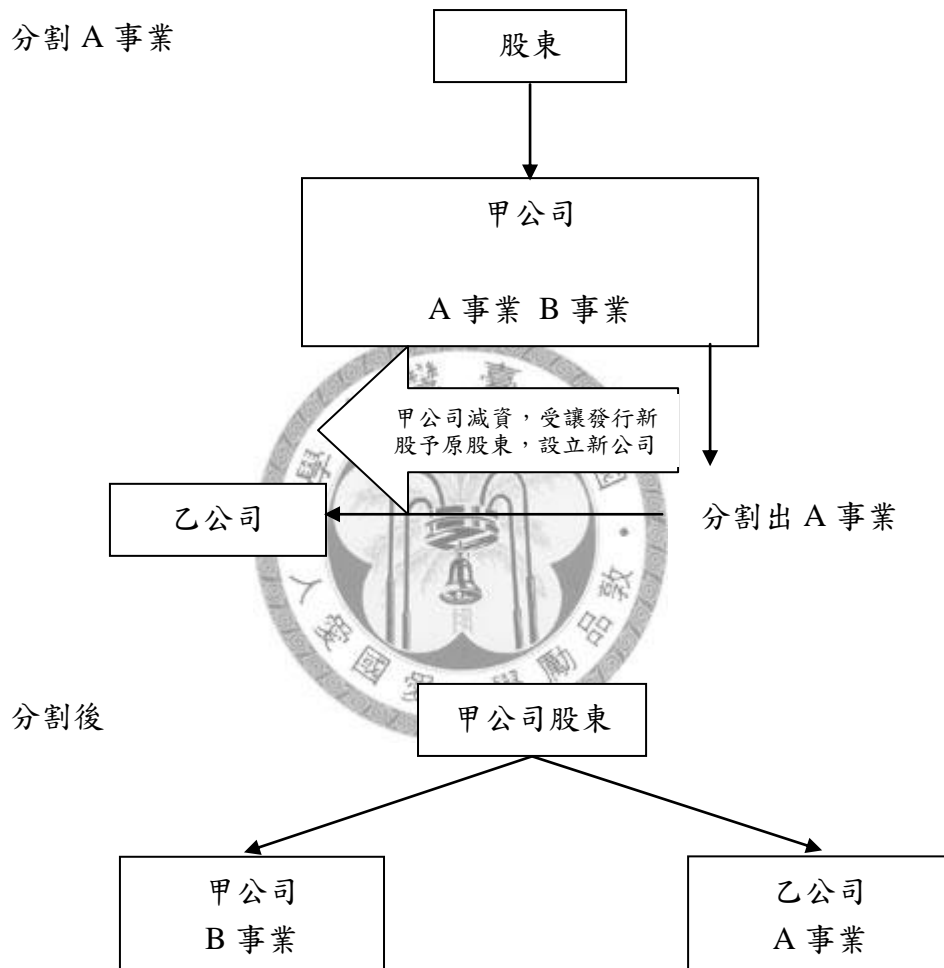 分割 A 事業
股東
甲公司
A 事業 B 事業
甲公司減資，受讓發行新
股予原股東，設立新公司
乙公司
分割出 A 事業
分割後
甲公司股東
甲公司
B 事業
乙公司
A 事業